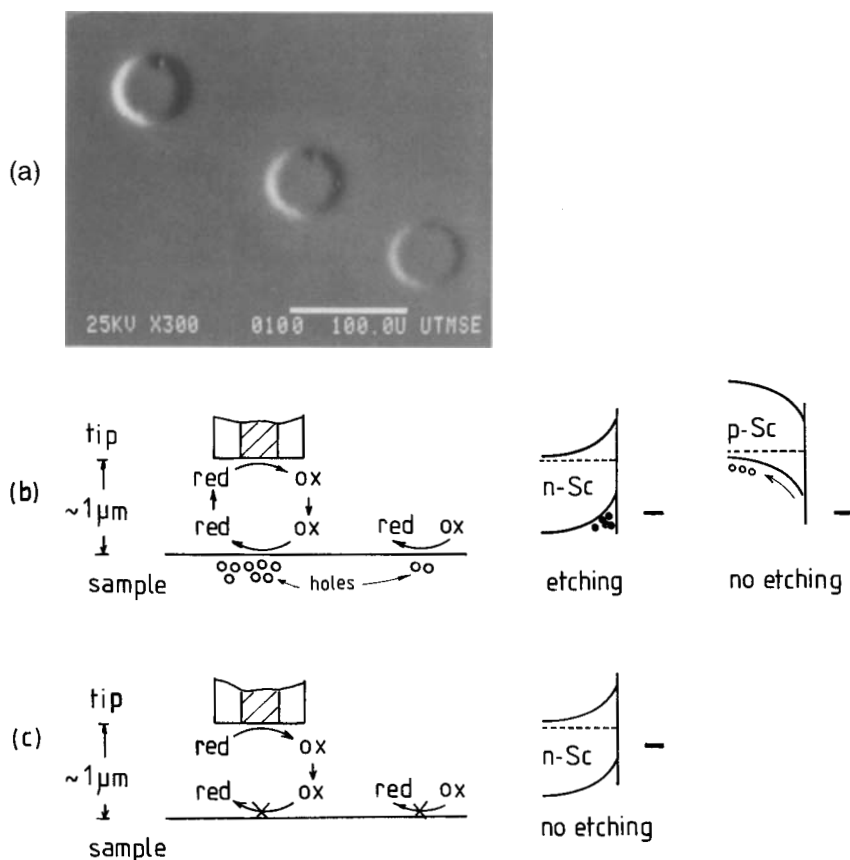 (a)
25KV X300 0100 100.0U UTMSE
(b)
tip
~1µm
sample
red ox
red ox
red ox
holes
n-Sc
etching
p-Sc
no etching
(c)
tip
~1µm
sample
red ox
red ox
red ox
n-Sc
no etching